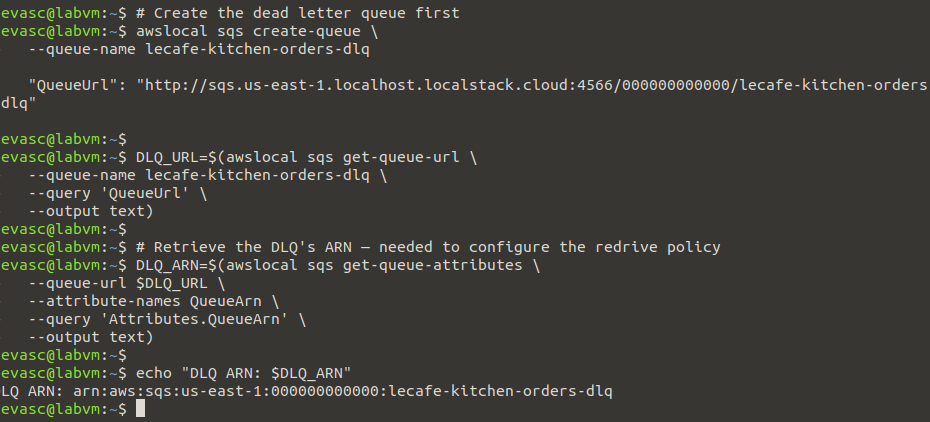 evasc@labvm:~$ # Create the dead letter queue first
evasc@labvm:~$ awslocal sqs create-queue \
   --queue-name lecafe-kitchen-orders-dlq

   "QueueUrl": "http://sqs.us-east-1.localhost.localstack.cloud:4566/000000000000/lecafe-kitchen-orders
dlq"

evasc@labvm:~$
evasc@labvm:~$ DLQ_URL=$(awslocal sqs get-queue-url \
   --queue-name lecafe-kitchen-orders-dlq \
   --query 'QueueUrl' \
   --output text)
evasc@labvm:~$
evasc@labvm:~$ # Retrieve the DLQ's ARN — needed to configure the redrive policy
evasc@labvm:~$ DLQ_ARN=$(awslocal sqs get-queue-attributes \
   --queue-url $DLQ_URL \
   --attribute-names QueueArn \
   --query 'Attributes.QueueArn' \
   --output text)
evasc@labvm:~$
evasc@labvm:~$ echo "DLQ ARN: $DLQ_ARN"
LQ ARN: arn:aws:sqs:us-east-1:000000000000:lecafe-kitchen-orders-dlq
evasc@labvm:~$